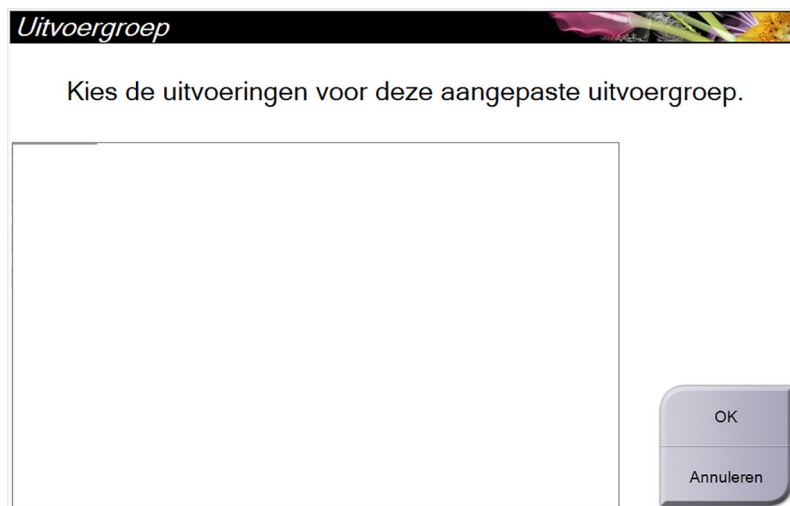 Uitvoergroep
Kies de uitvoeringen voor deze aangepaste uitvoergroep.
OK
Annuleren